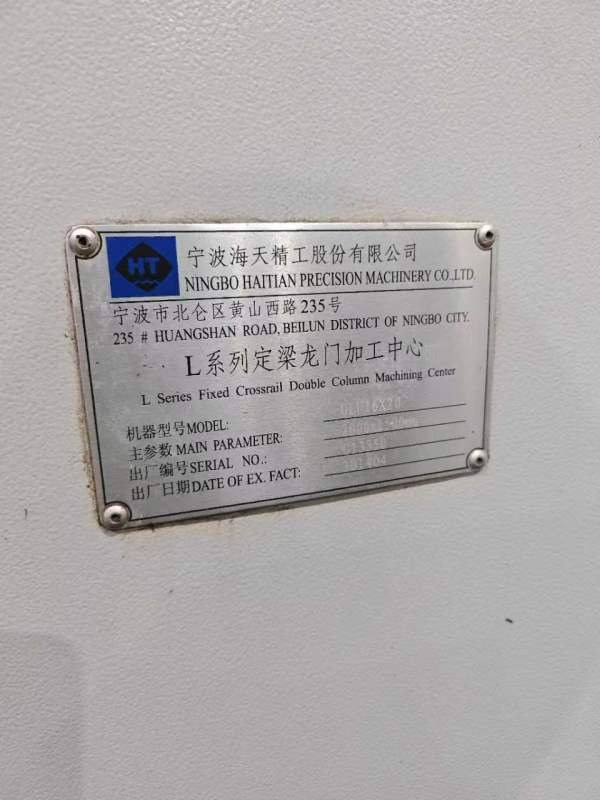 HT
宁波海天精工股份有限公司
NINGBO HAITIAN PRECISION MACHINERY CO.,LTD
宁波市北仑区黄山西路235号
235 # HUANGSHAN ROAD, BEILUN DISTRICT OF NINGBO CITY.
L系列定梁龙门加工中心
L Series Fixed Crossrail Double Column Machining Center
机器型号MODEL:
主参数MAIN PARAMETER:
出厂编号SERIAL NO.:
出厂日期DATE OF EX. FACT: